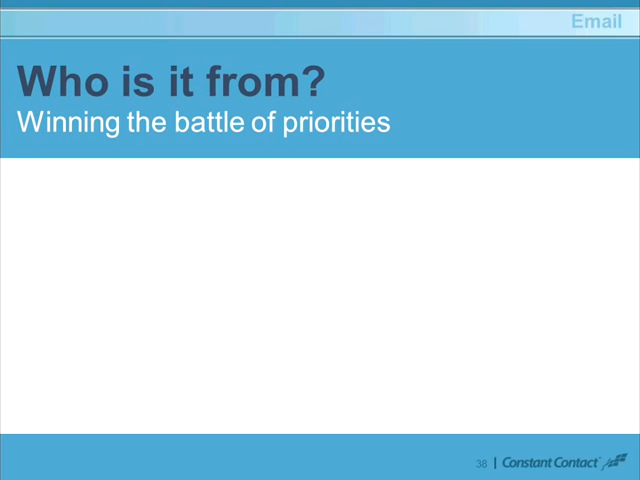 Email
Who is it from?
Winning the battle of priorities
38 | Constant Contact®